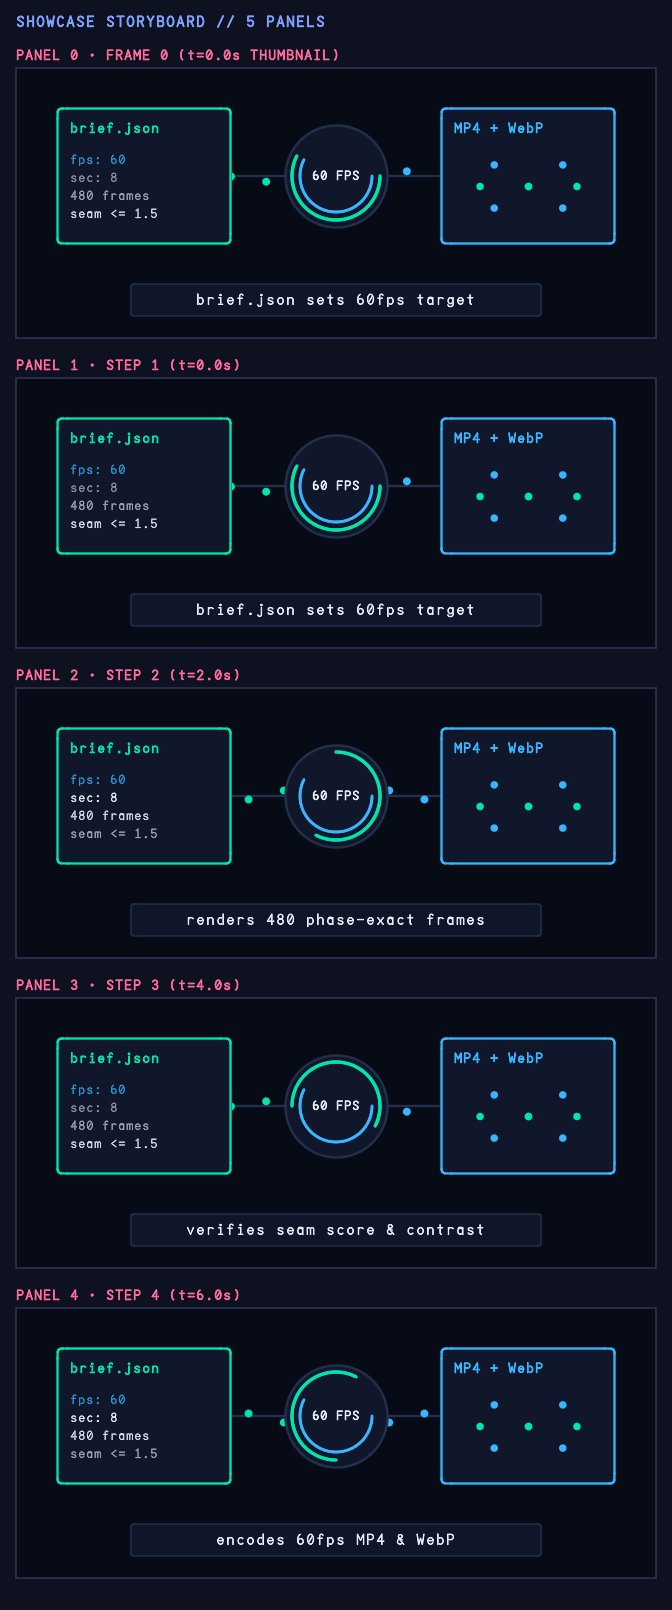 SHOWCASE STORYBOARD // 5 PANELS
PANEL 0 · FRAME 0 (t=0.0s THUMBNAIL)
brief.json
fps: 60
sec: 8
480 frames
seam <= 1.5
60 FPS
MP4 + WebP
brief.json sets 60fps target
PANEL 1 · STEP 1 (t=0.0s)
brief.json
fps: 60
sec: 8
480 frames
seam <= 1.5
60 FPS
MP4 + WebP
brief.json sets 60fps target
PANEL 2 · STEP 2 (t=2.0s)
brief.json
fps: 60
sec: 8
480 frames
seam <= 1.5
60 FPS
MP4 + WebP
renders 480 phase-exact frames
PANEL 3 · STEP 3 (t=4.0s)
brief.json
fps: 60
sec: 8
480 frames
seam <= 1.5
60 FPS
MP4 + WebP
verifies seam score & contrast
PANEL 4 · STEP 4 (t=6.0s)
brief.json
fps: 60
sec: 8
480 frames
seam <= 1.5
60 FPS
MP4 + WebP
encodes 60fps MP4 & WebP